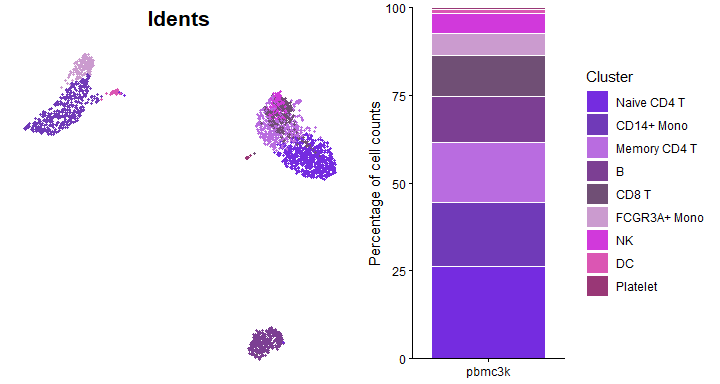 Idents
Percentage of cell counts
100
75
50
25
0
pbmc3k
Cluster
Naive CD4 T
CD14+ Mono
Memory CD4 T
B
CD8 T
FCGR3A+ Mono
NK
DC
Platelet